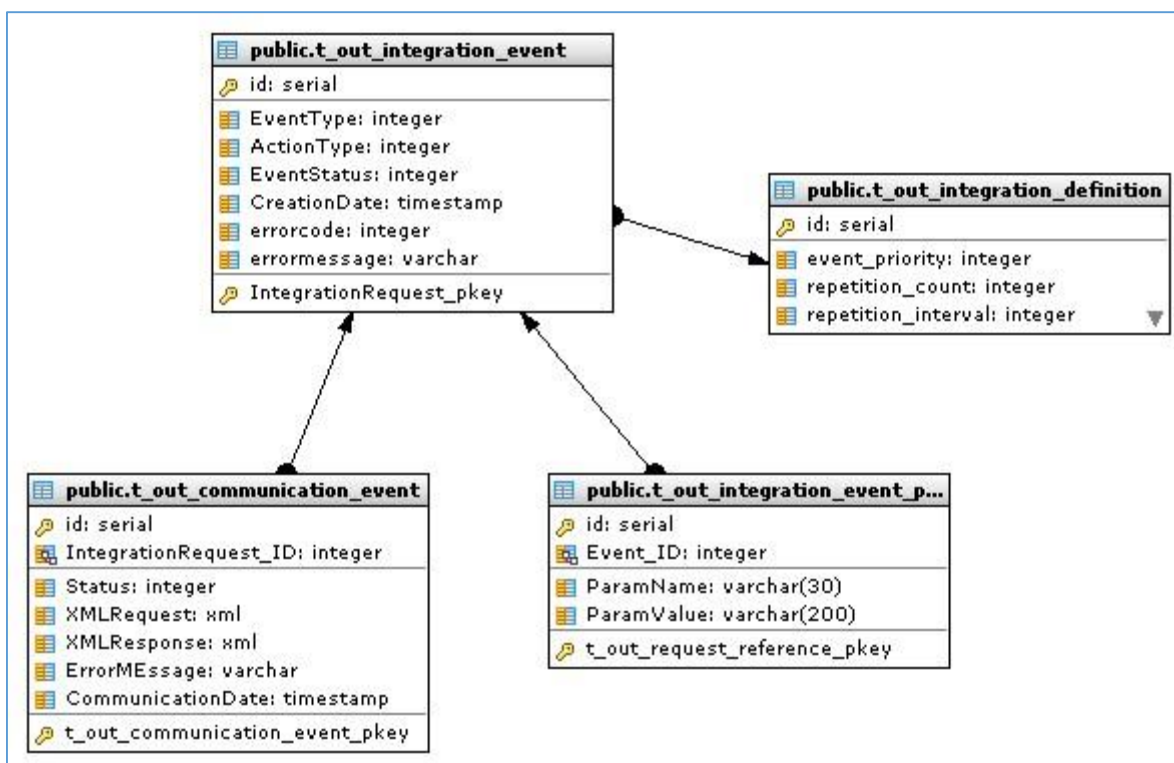 public.t_out_integration_event
id: serial
EventType: integer
ActionType: integer
EventStatus: integer
CreationDate: timestamp
errorcode: integer
errormessage: varchar
IntegrationRequest_pkey
public.t_out_integration_definition
id: serial
event_priority: integer
repetition_count: integer
repetition_interval: integer
public.t_out_communication_event
id: serial
IntegrationRequest_ID: integer
Status: integer
XMLRequest: xml
XMLResponse: xml
ErrorMEssage: varchar
CommunicationDate: timestamp
t_out_communication_event_pkey
public.t_out_integration_event_p...
id: serial
Event_ID: integer
ParamName: varchar(30)
ParamValue: varchar(200)
t_out_request_reference_pkey